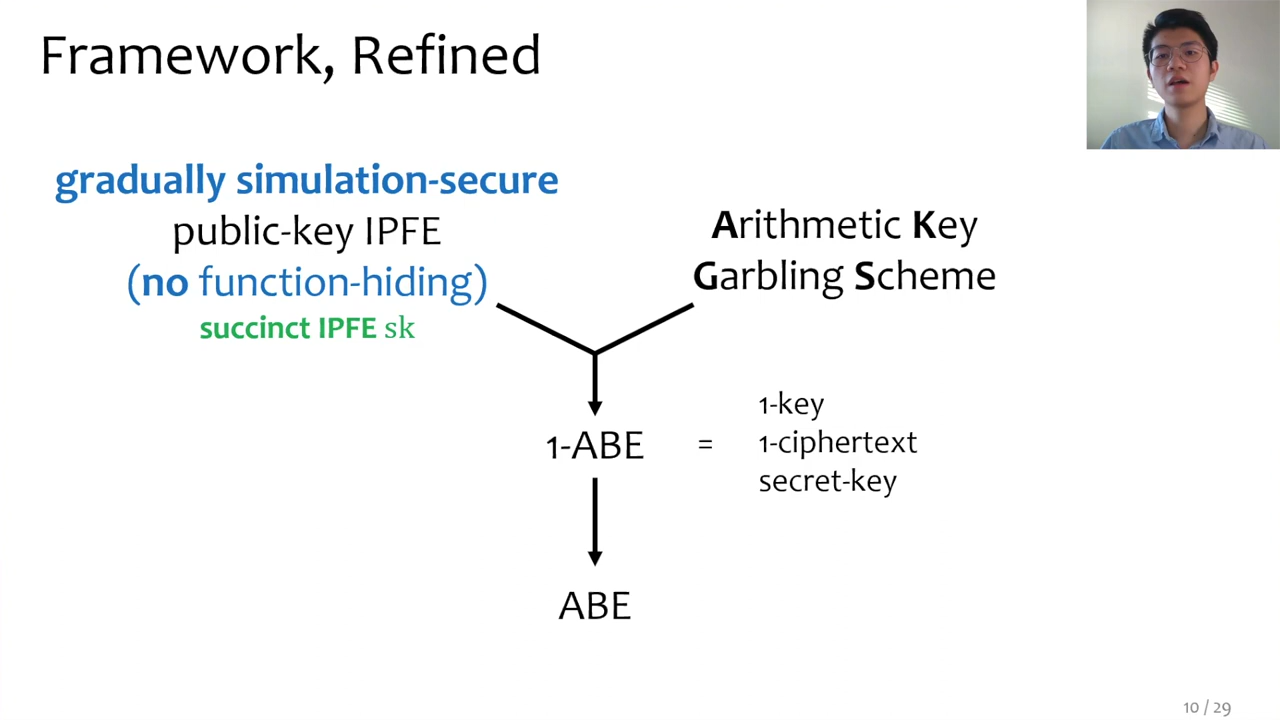 Framework, Refined
gradually simulation-secure
public-key IPFE
(no function-hiding)
succinct IPFE sk
Arithmetic Key
Garbling Scheme
1-ABE
=
1-key
1-ciphertext
secret-key
ABE
10 / 29